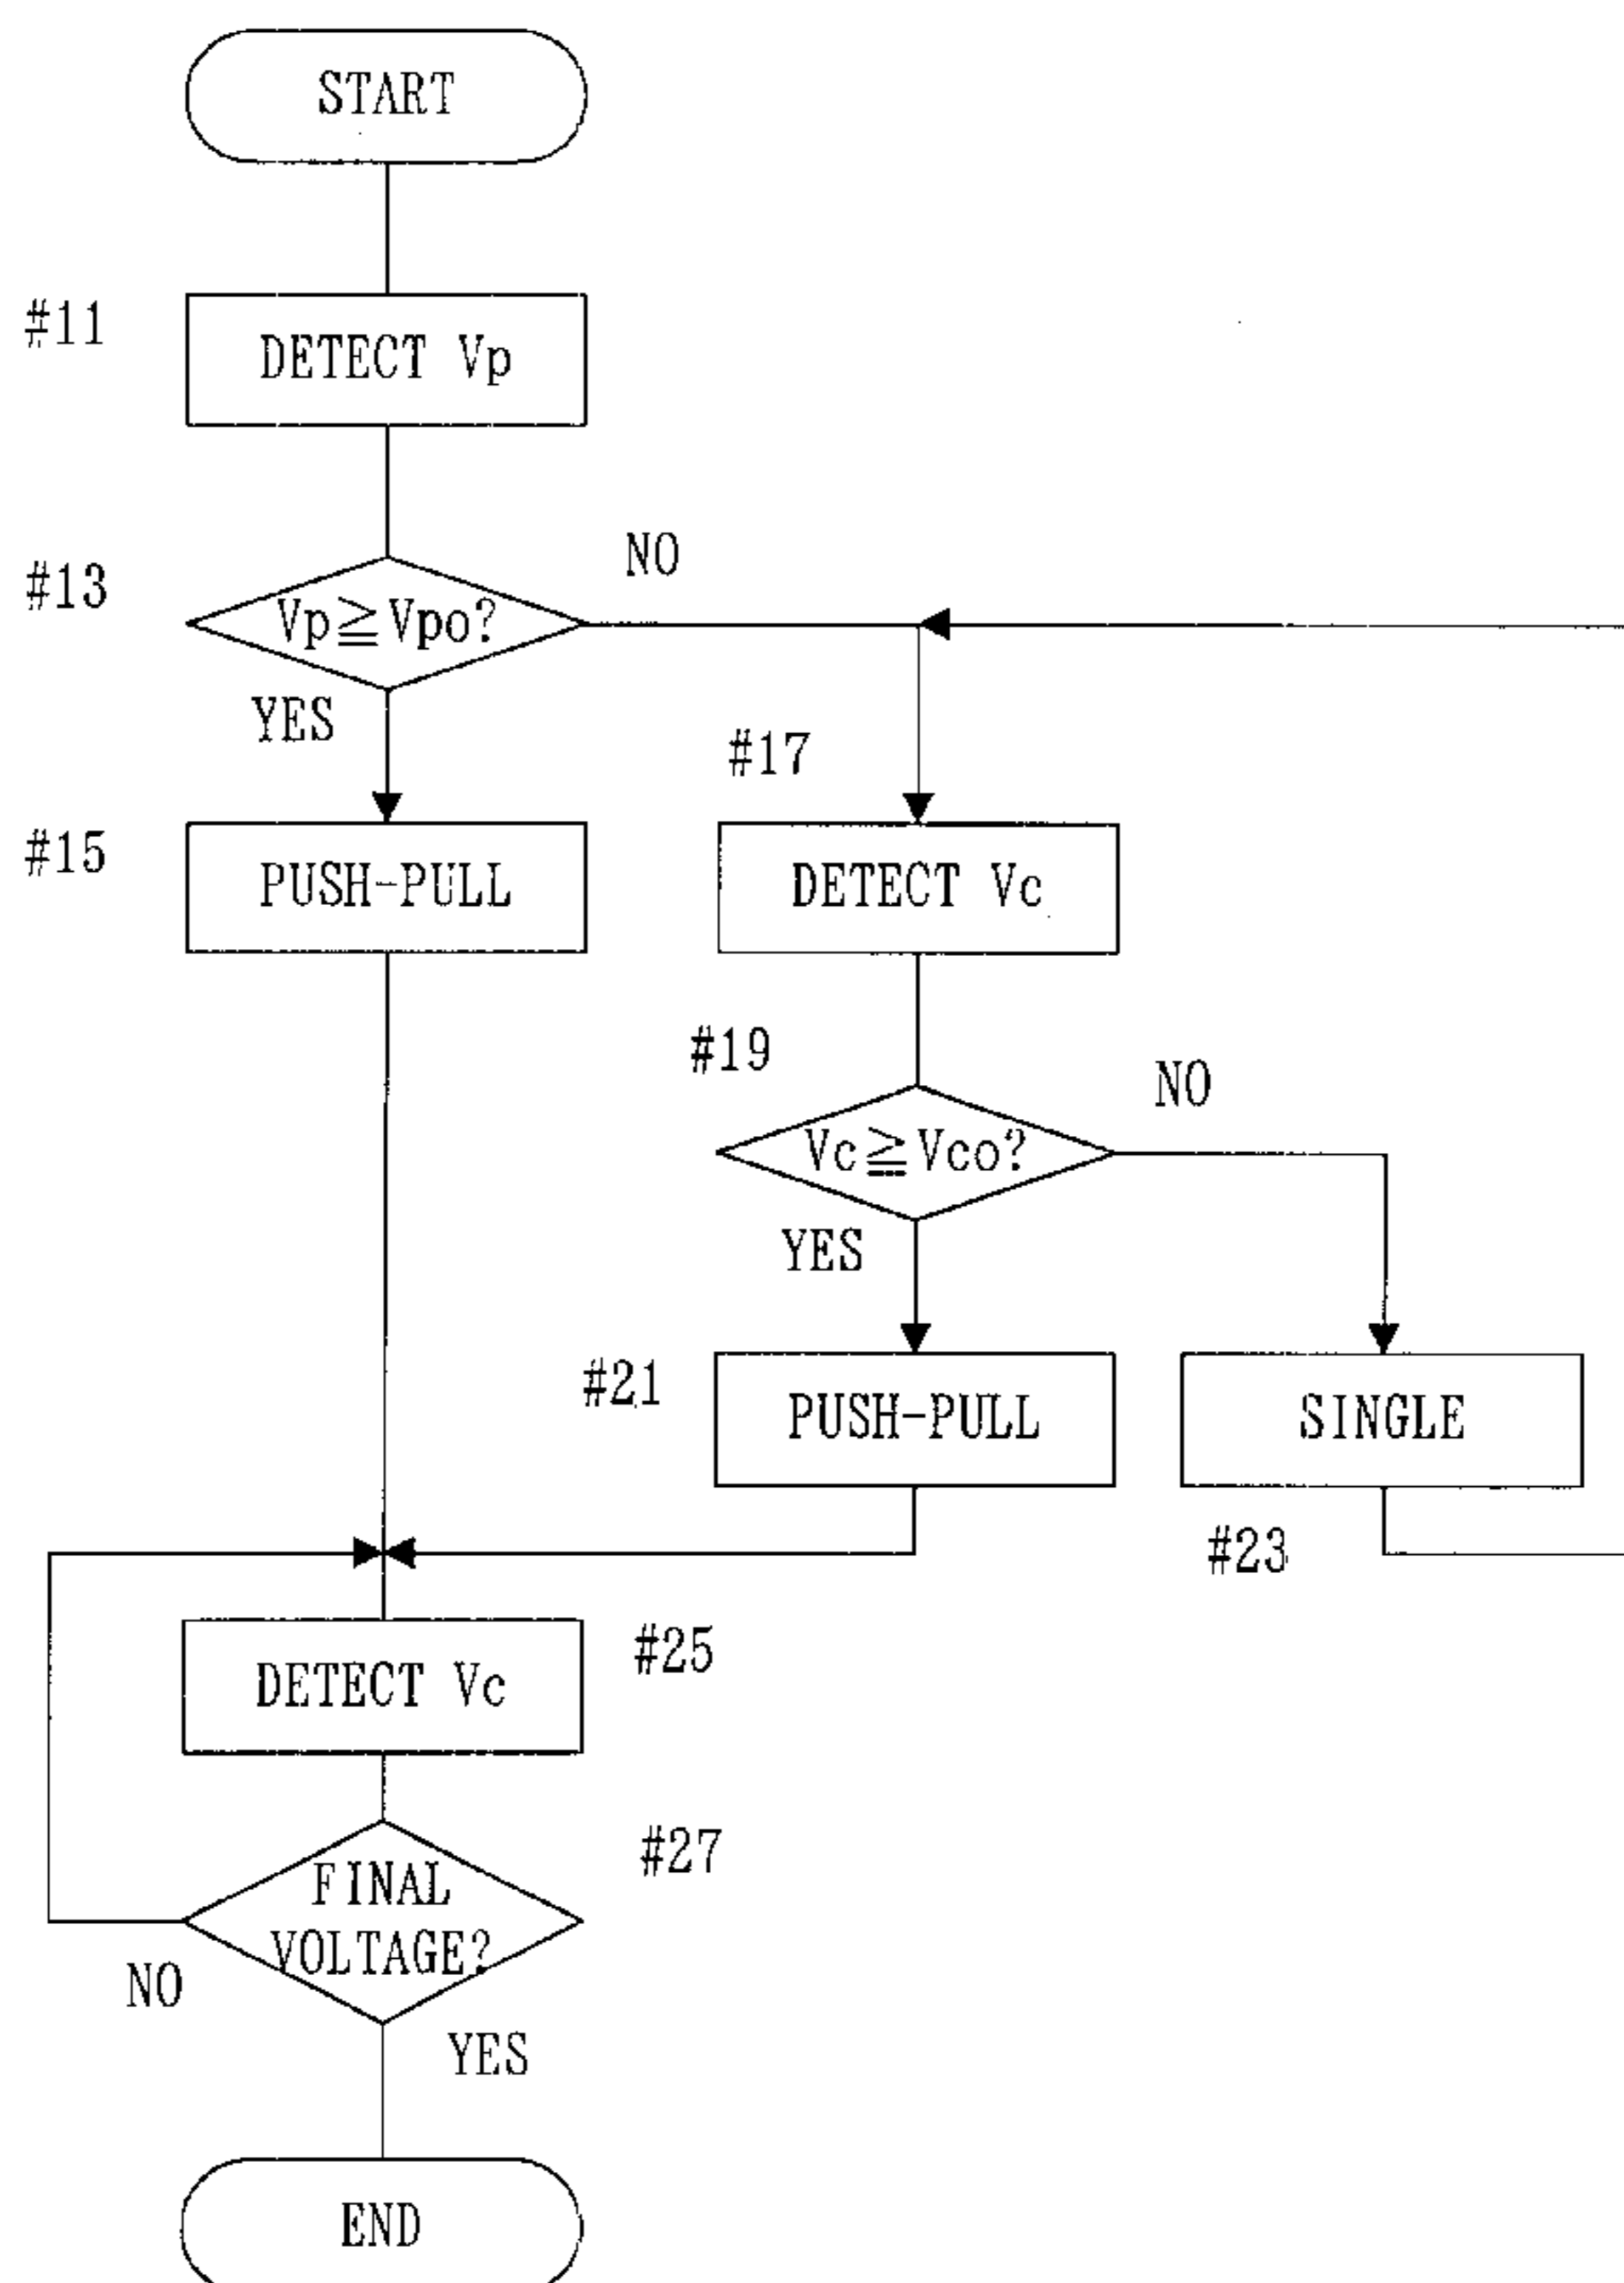 START
#11
DETECT Vp
#13
Vp≧Vpo?
NO
YES
#15
PUSH-PULL
#17
DETECT Vc
#19
Vc≧Vco?
NO
YES
#21
PUSH-PULL
SINGLE
#23
DETECT Vc
#25
FINAL
VOLTAGE?
#27
NO
YES
END